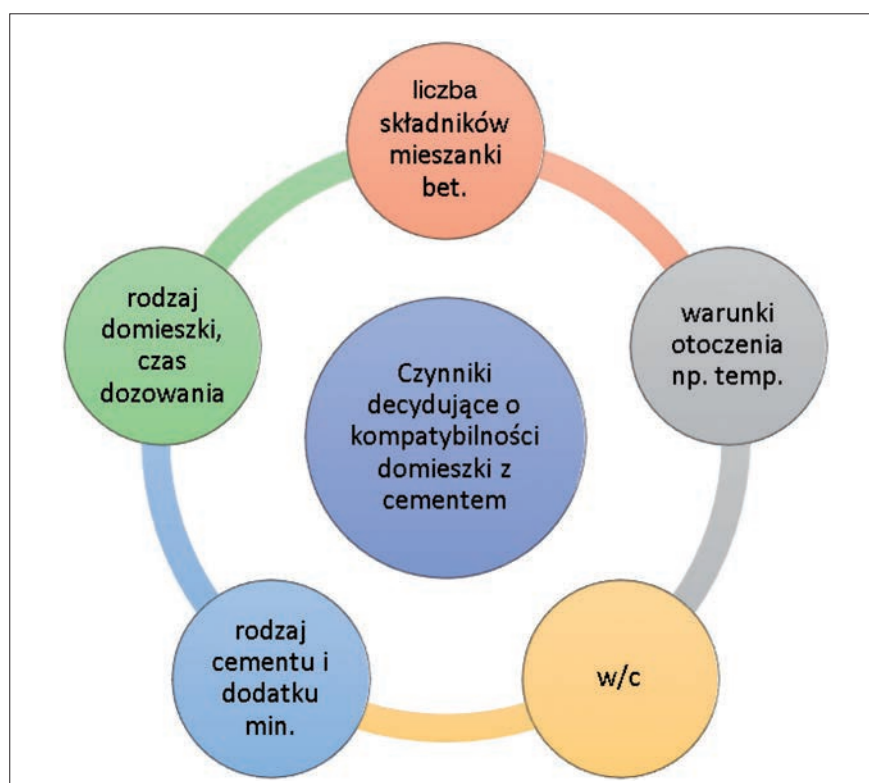 liczba
składników
mieszanki
bet.
warunki
otoczenia
np. temp.
w/c
rodzaj
cementu i
dodatku
min.
rodzaj
domieszki,
czas
dozowania
Czynniki
decydujące o
kompatybilności
domieszki z
cementem